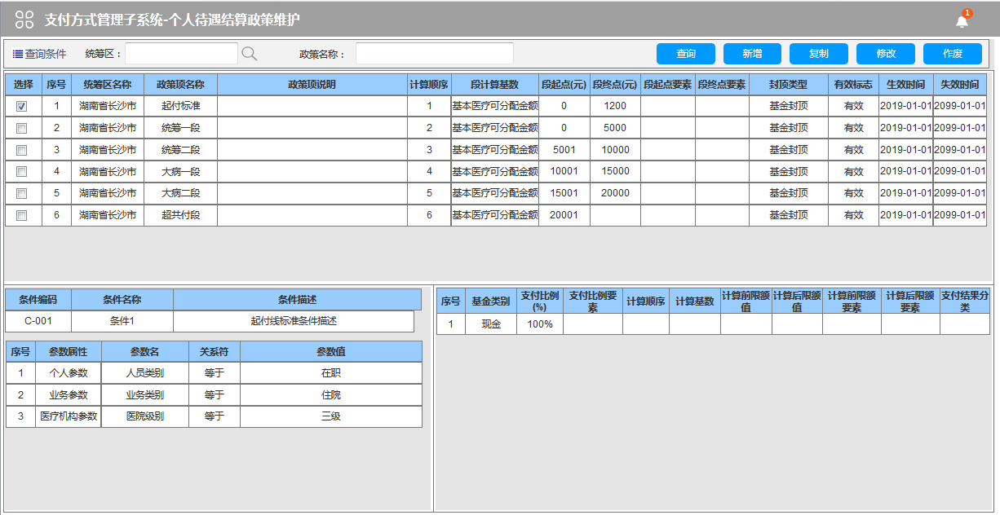 支付方式管理子系统-个人待遇结算政策维护
1
查询条件 统筹区： 政策名称： 查询 新增 复制 修改 作废
选择 序号 统筹区名称 政策项名称 政策项说明 计算顺序 段计算基数 段起点(元) 段终点(元) 段起点要素 段终点要素 封顶类型 有效标志 生效时间 失效时间
1 湖南省长沙市 起付标准 1 基本医疗可分配金额 0 1200 基金封顶 有效 2019-01-01 2099-01-01
2 湖南省长沙市 统筹一段 2 基本医疗可分配金额 0 5000 基金封顶 有效 2019-01-01 2099-01-01
3 湖南省长沙市 统筹二段 3 基本医疗可分配金额 5001 10000 基金封顶 有效 2019-01-01 2099-01-01
4 湖南省长沙市 大病一段 4 基本医疗可分配金额 10001 15000 基金封顶 有效 2019-01-01 2099-01-01
5 湖南省长沙市 大病二段 5 基本医疗可分配金额 15001 20000 基金封顶 有效 2019-01-01 2099-01-01
6 湖南省长沙市 超共付段 6 基本医疗可分配金额 20001 基金封顶 有效 2019-01-01 2099-01-01
条件编码 条件名称 条件描述
C-001 条件1 起付线标准条件描述
序号 参数属性 参数名 关系符 参数值
1 个人参数 人员类别 等于 在职
2 业务参数 业务类别 等于 住院
3 医疗机构参数 医院级别 等于 三级
序号 基金类别 支付比例(%) 支付比例要素 计算顺序 计算基数 计算前限额值 计算后限额值 计算前限额要素 计算后限额要素 支付结果分类
1 现金 100%